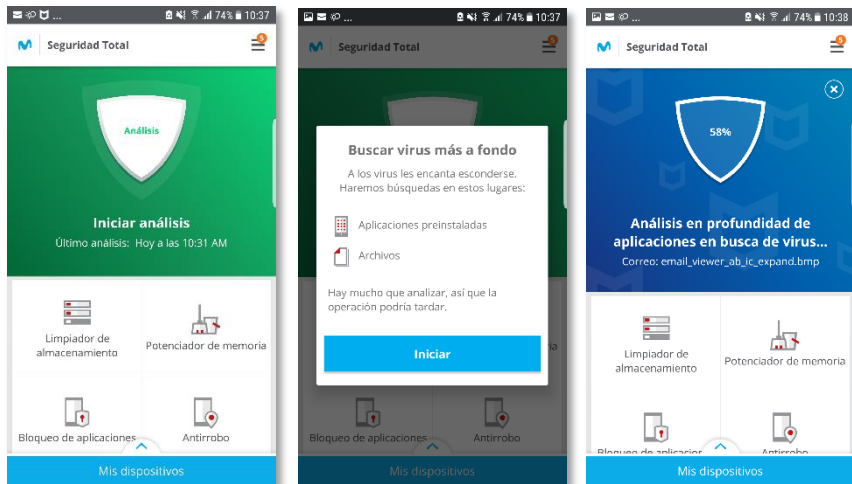 ... 74% 10:37
Seguridad Total
5
Análisis
Iniciar análisis
Último análisis: Hoy a las 10:31 AM
Limpiador de
almacenamiento
Potenciador de memoria
Bloqueo de aplicaciones
Antirrobo
Mis dispositivos
... 74% 10:37
Seguridad Total
5
Buscar virus más a fondo
A los virus les encanta esconderse.
Haremos búsquedas en estos lugares:
Aplicaciones preinstaladas
Archivos
Hay mucho que analizar, así que la
operación podría tardar.
Iniciar
ia
Bloqueo de aplicaciones
Antirrobo
Mis dispositivos
... 74% 10:38
Seguridad Total
5
58%
Análisis en profundidad de
aplicaciones en busca de virus...
Correo: email_viewer_ab_ic_expand.bmp
Limpiador de
almacenamiento
Potenciador de memoria
Bloqueo de aplicacion
Antirrobo
Mis dispositivos